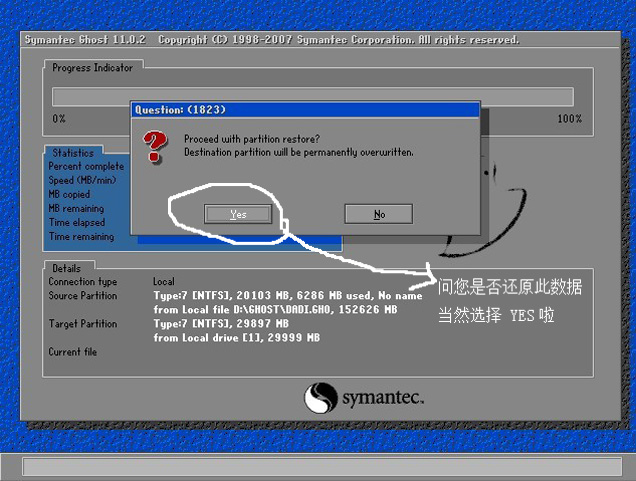 Symantec Ghost 11.0.2 Copyright (C) 1998-2007 Symantec Corporation. All rights reserved.
Progress Indicator
0%
100%
Question: (1823)
Proceed with partition restore?
Destination partition will be permanently overwritten.
Yes
No
Statistics
Percent complete
Speed (MB/min)
MB copied
MB remaining
Time elapsed
Time remaining
Details
Connection type Local
Source Partition Type:7 [NTFS], 20103 MB, 6286 MB used, No name
from Local file D:\GHOST\DADI.GHO, 152626 MB
Target Partition Type:7 [NTFS], 29897 MB
from Local drive [1], 29999 MB
Current file
问您是否还原此数据
当然选择 YES 啦
symantec.